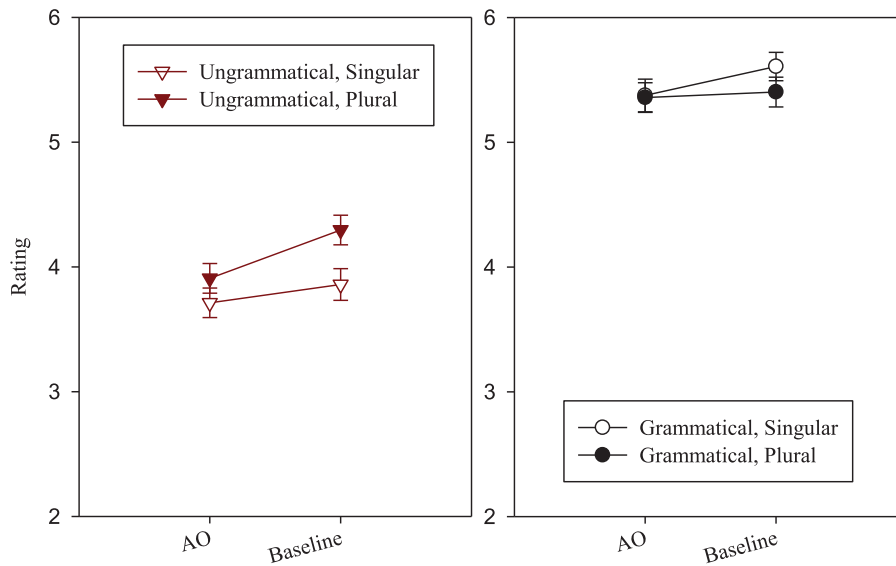 6
5
4
3
2
Rating
Ungrammatical, Singular
Ungrammatical, Plural
AO
Baseline
6
5
4
3
2
Grammatical, Singular
Grammatical, Plural
AO
Baseline